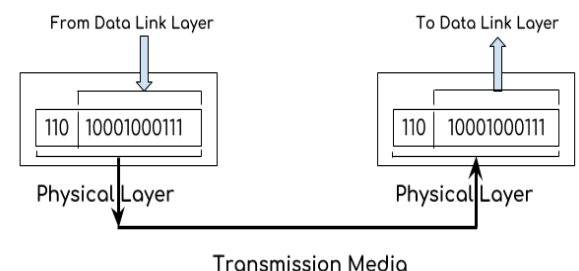 From Data Link Layer
To Data Link Layer
110 10001000111
110 10001000111
Physical Layer
Physical Layer
Transmission Media